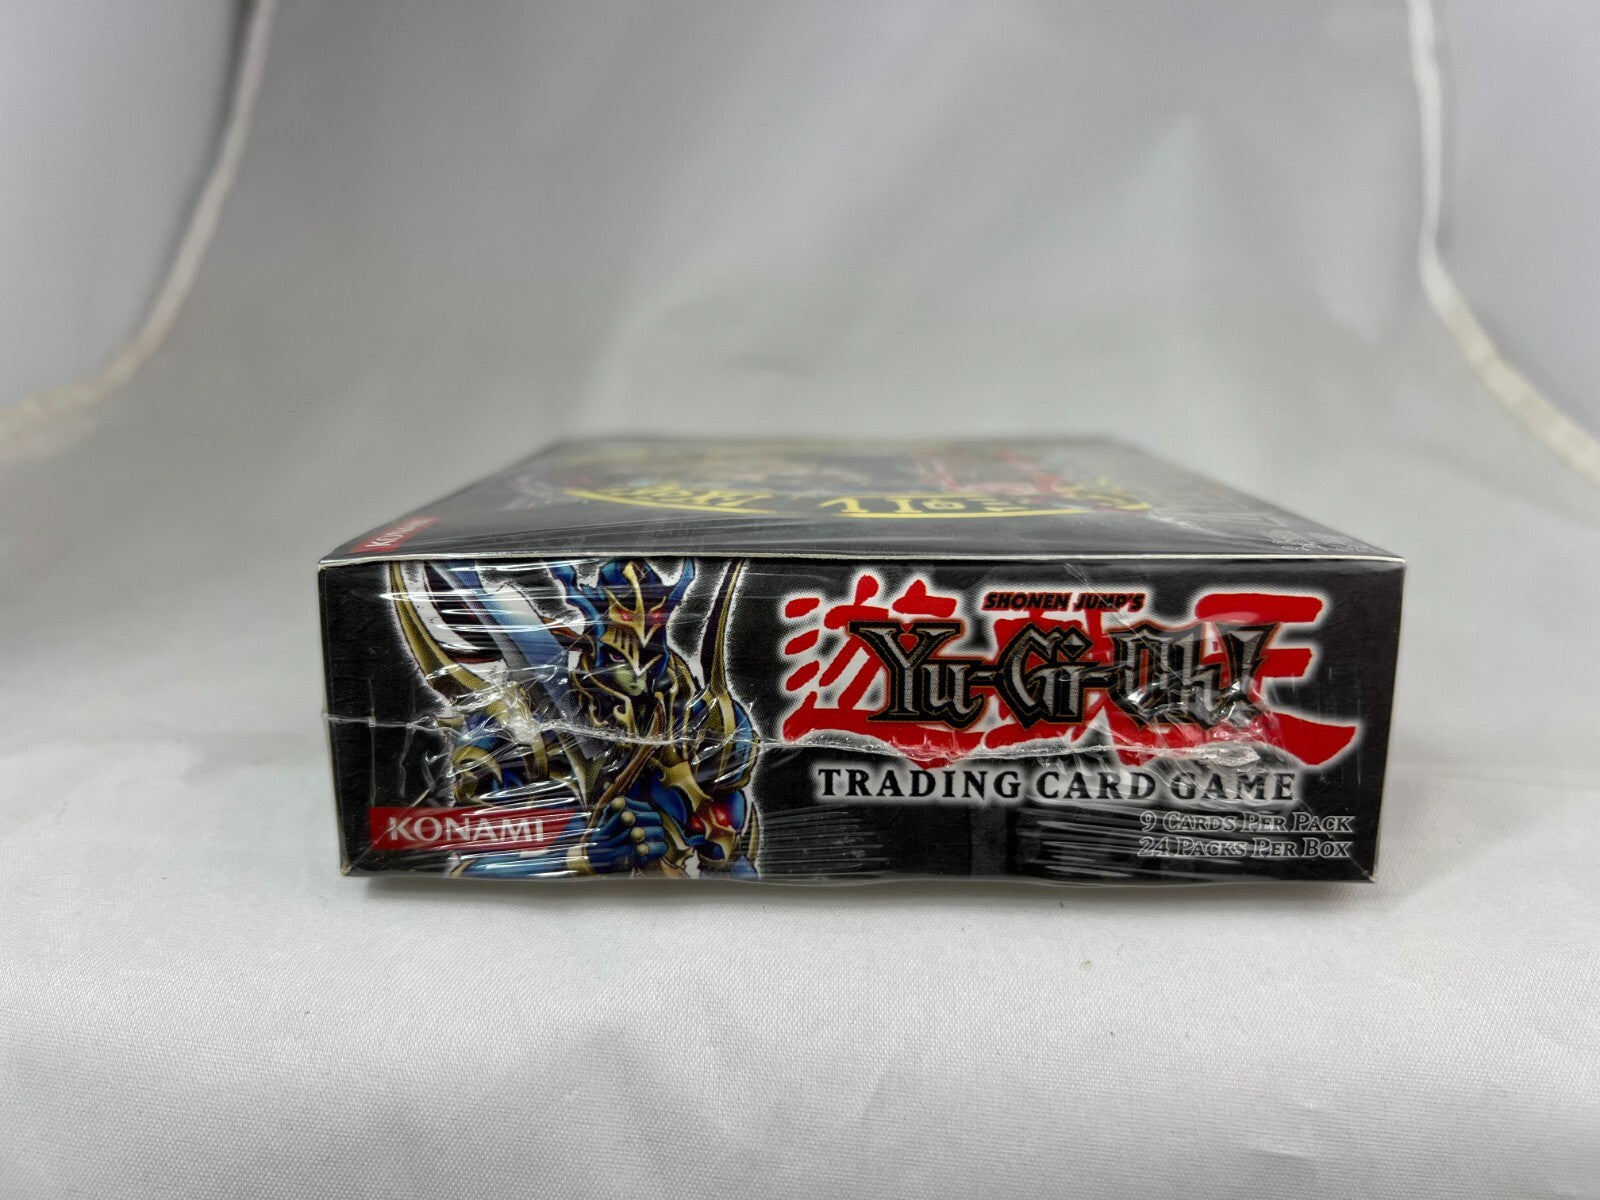 KONAMI
SHONEN JUMP'S
遊戯王
Yu-Gi-Oh!
TRADING CARD GAME
KONAMI
9 CARDS PER PACK
24 PACKS PER BOX